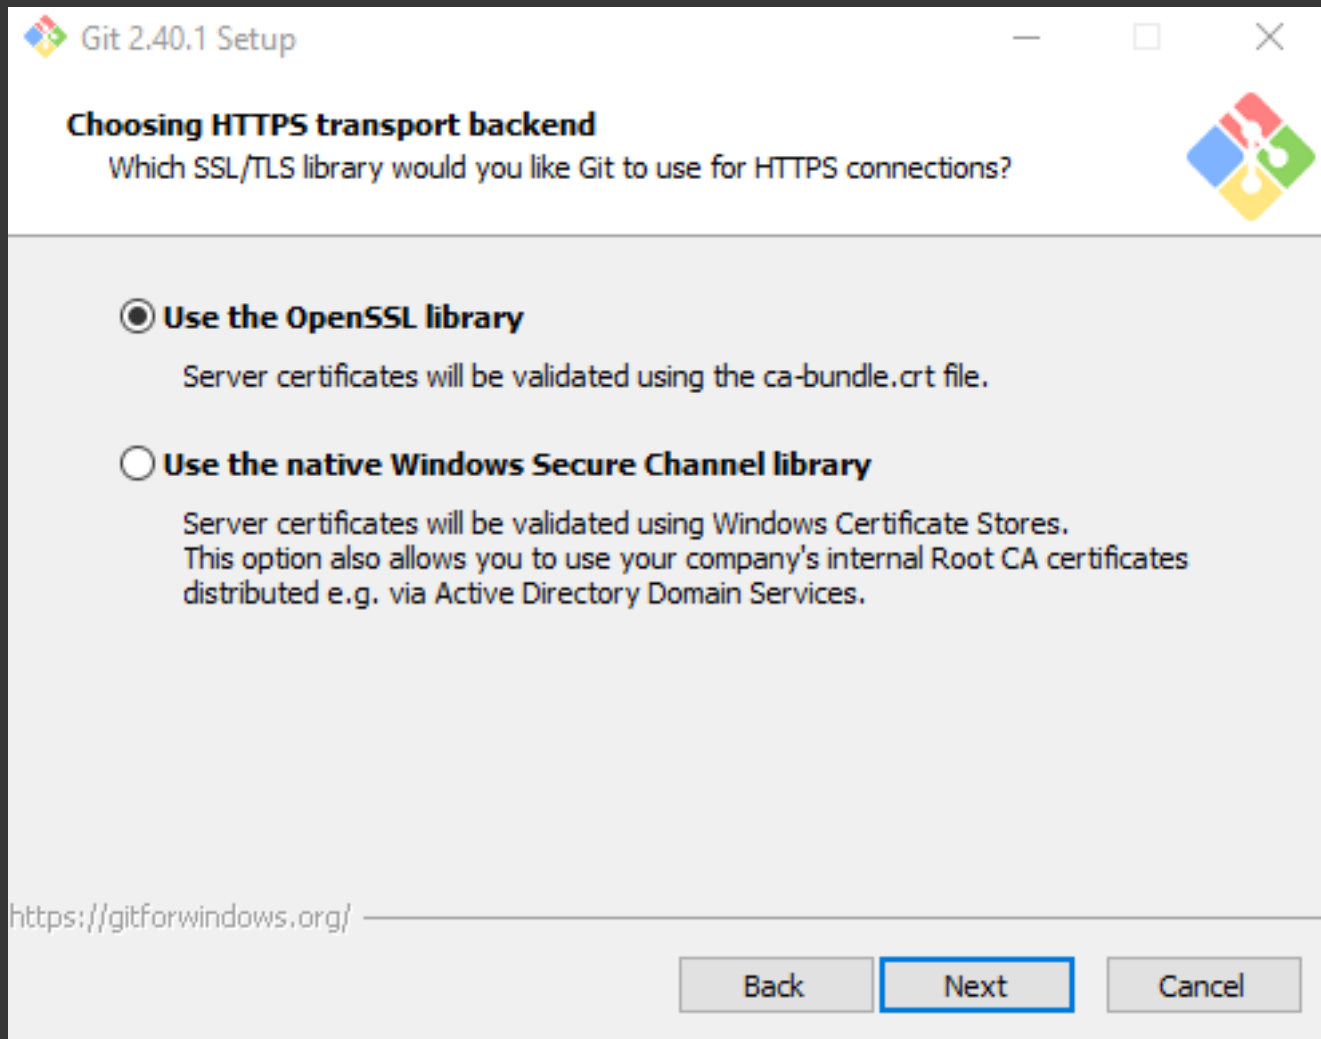 Git 2.40.1 Setup
Choosing HTTPS transport backend
Which SSL/TLS library would you like Git to use for HTTPS connections?
Use the OpenSSL library
Server certificates will be validated using the ca-bundle.crt file.
Use the native Windows Secure Channel library
Server certificates will be validated using Windows Certificate Stores.
This option also allows you to use your company's internal Root CA certificates
distributed e.g. via Active Directory Domain Services.
https://gitforwindows.org/
Back Next Cancel